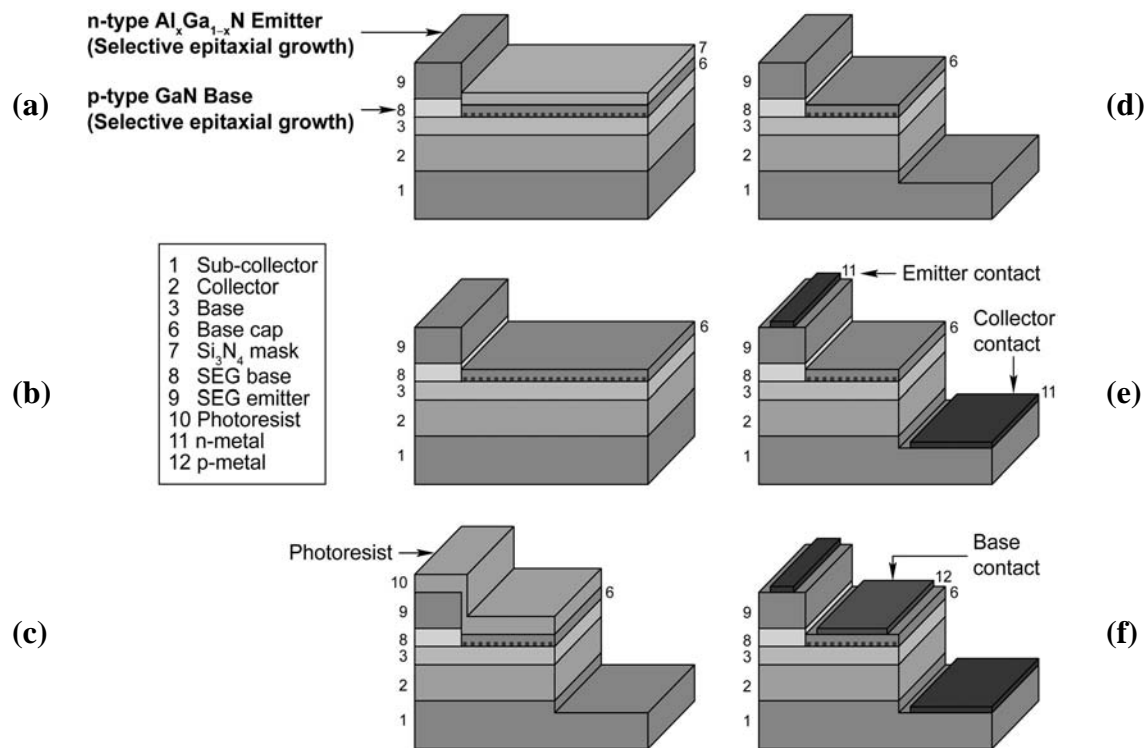 n-type AlₓGa₁₋ₓN Emitter
(Selective epitaxial growth)
p-type GaN Base
(Selective epitaxial growth)
(a)
9
8
3
2
1
7
6
(d)
9
8
3
2
1
6
1 Sub-collector
2 Collector
3 Base
6 Base cap
7 Si₃N₄ mask
8 SEG base
9 SEG emitter
10 Photoresist
11 n-metal
12 p-metal
(b)
9
8
3
2
1
6
(e)
11
Emitter contact
Collector
contact
11
9
8
3
2
1
6
(c)
Photoresist
10
9
8
3
2
1
6
(f)
Base
contact
12
6
9
8
3
2
1